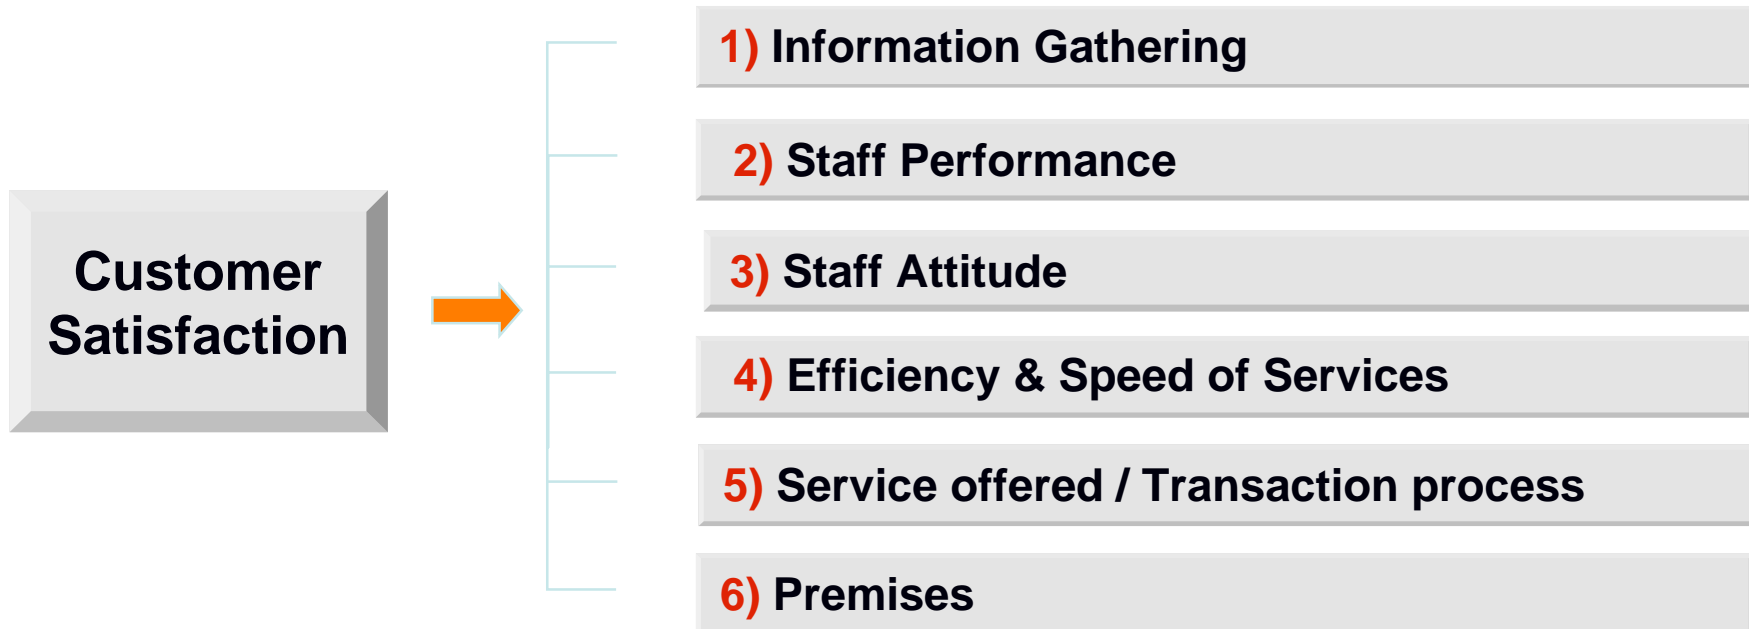 Customer
Satisfaction
1) Information Gathering
2) Staff Performance
3) Staff Attitude
4) Efficiency & Speed of Services
5) Service offered / Transaction process
6) Premises